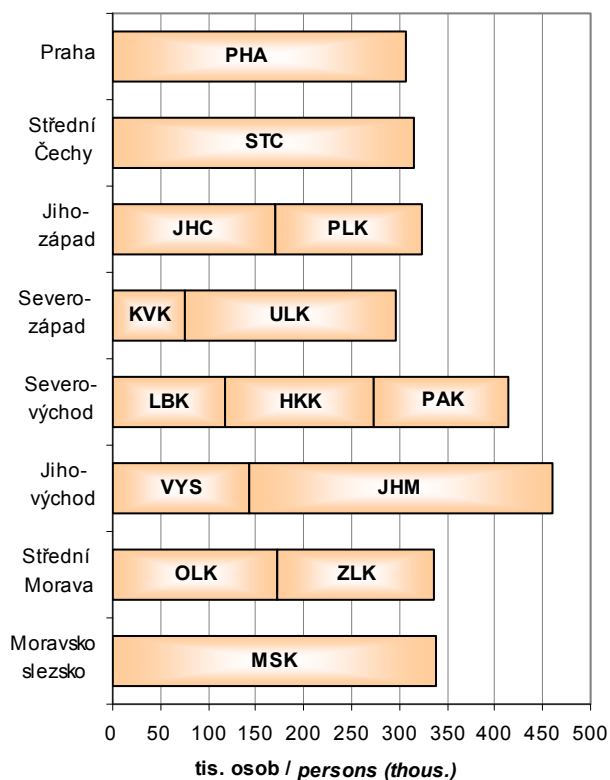 Praha
PHA
Střední
Čechy
STC
Jiho-
západ
JHC PLK
Severo-
západ
KVK ULK
Severo-
východ
LBK HKK PAK
Jiho-
východ
VYS JHM
Střední
Morava
OLK ZLK
Moravsko
slezsko
MSK
0 50 100 150 200 250 300 350 400 450 500
tis. osob / persons (thous.)